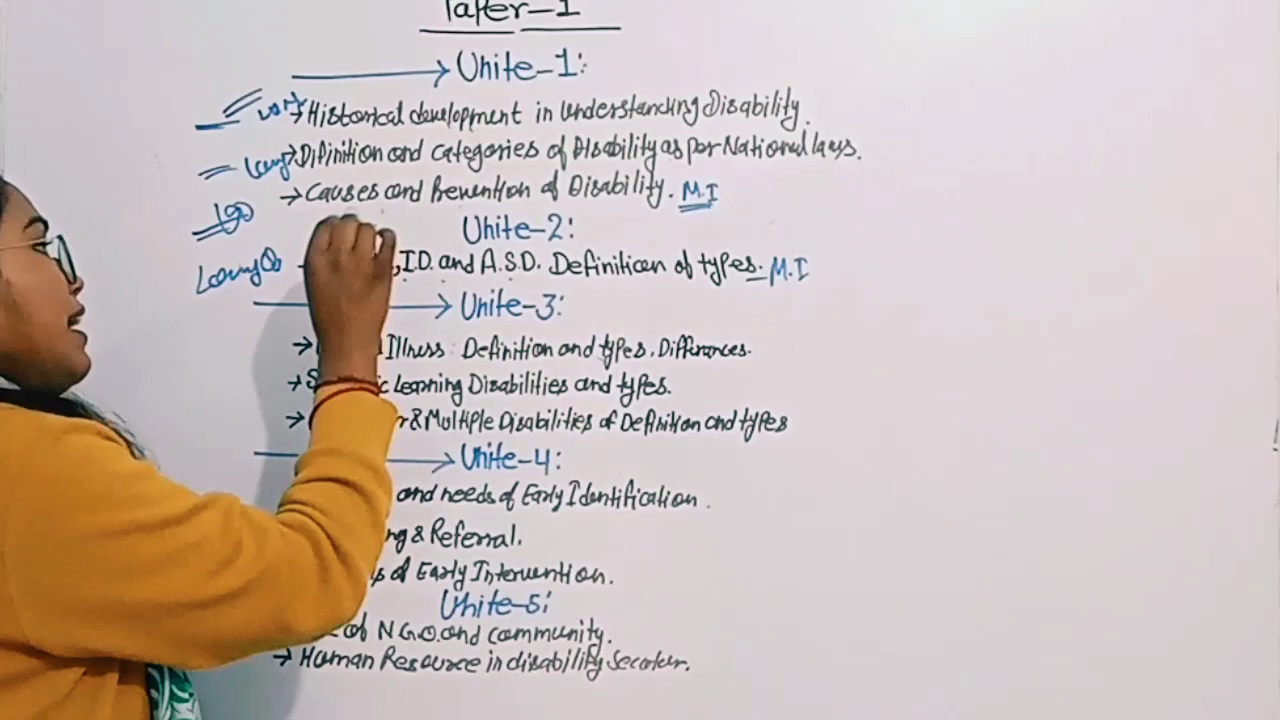 Paper-1
Unite-1:
→ Historical development in Understanding Disability.
→ Difinition and categories of Disability as per National laws.
→ Causes and Prevention of Disability. M.I
Unite-2:
I.D. and A.S.D. Definition of types. M.I
Unite-3:
Illness: Definition and types, Differences.
→ Learning Disabilities and types.
→ & Multiple Disabilities of Definition and types
Unite-4:
and needs of Early Identification.
& Referral.
of Early Intervention.
Unite-5:
of N.G.O. and community.
→ Human Resource in disability Secotur.